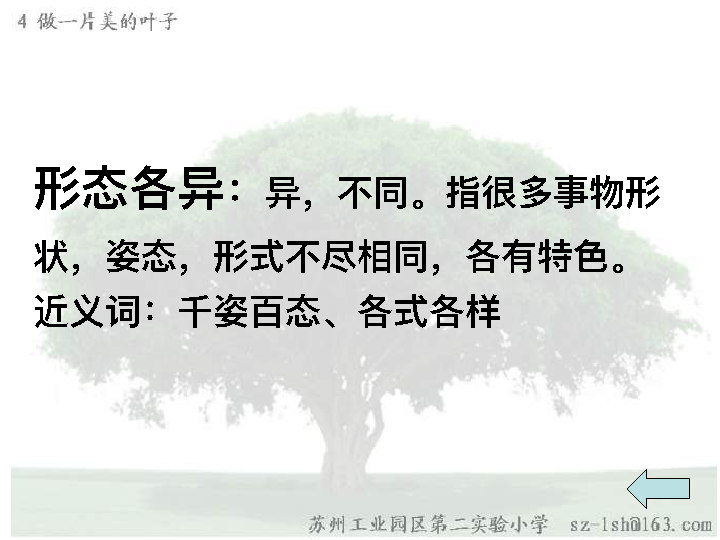 4 做一片美的叶子
形态各异：异，不同。指很多事物形
状，姿态，形式不尽相同，各有特色。
近义词：千姿百态、各式各样
苏州工业园区第二实验小学 sz-lsh@163.com